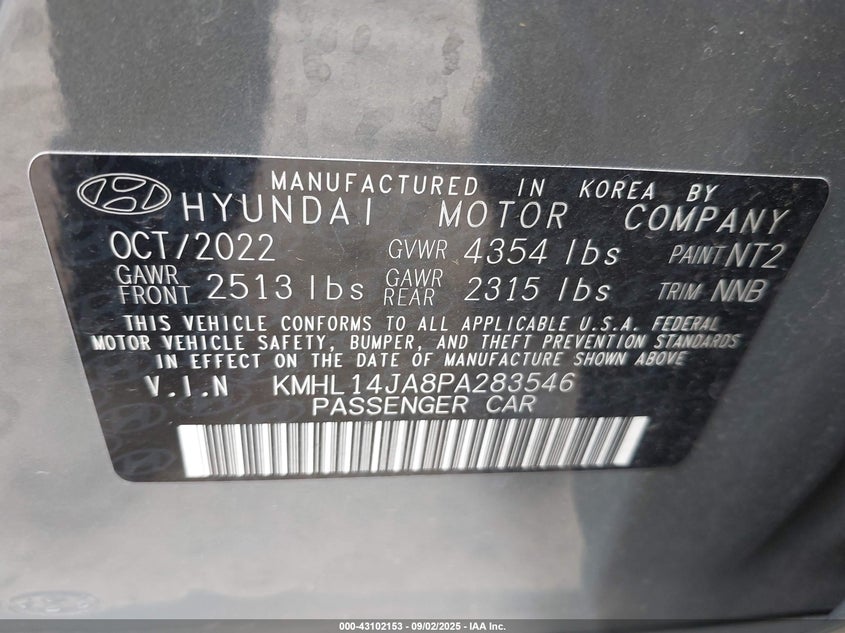 MANUFACTURED IN KOREA BY
HYUNDAI MOTOR COMPANY
OCT/2022 GVWR 4354 lbs PAINT NT2
GAWR FRONT 2513 lbs GAWR REAR 2315 lbs TRIM NNB
THIS VEHICLE CONFORMS TO ALL APPLICABLE U.S.A. FEDERAL
MOTOR VEHICLE SAFETY, BUMPER, AND THEFT PREVENTION STANDARDS
IN EFFECT ON THE DATE OF MANUFACTURE SHOWN ABOVE
V.I.N KMHL14JA8PA283546
PASSENGER CAR
000-43102153 - 09/02/2025 - IAA Inc.